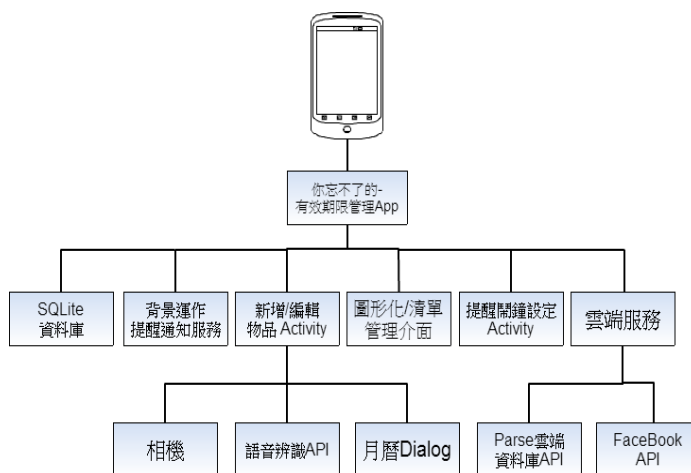 你忘不了的-
有效期限管理App
SQLite
資料庫
背景運作
提醒通知服務
新增/編輯
物品 Activity
圖形化/清單
管理介面
提醒鬧鐘設定
Activity
雲端服務
相機
語音辨識API
月曆Dialog
Parse雲端
資料庫API
FaceBook
API